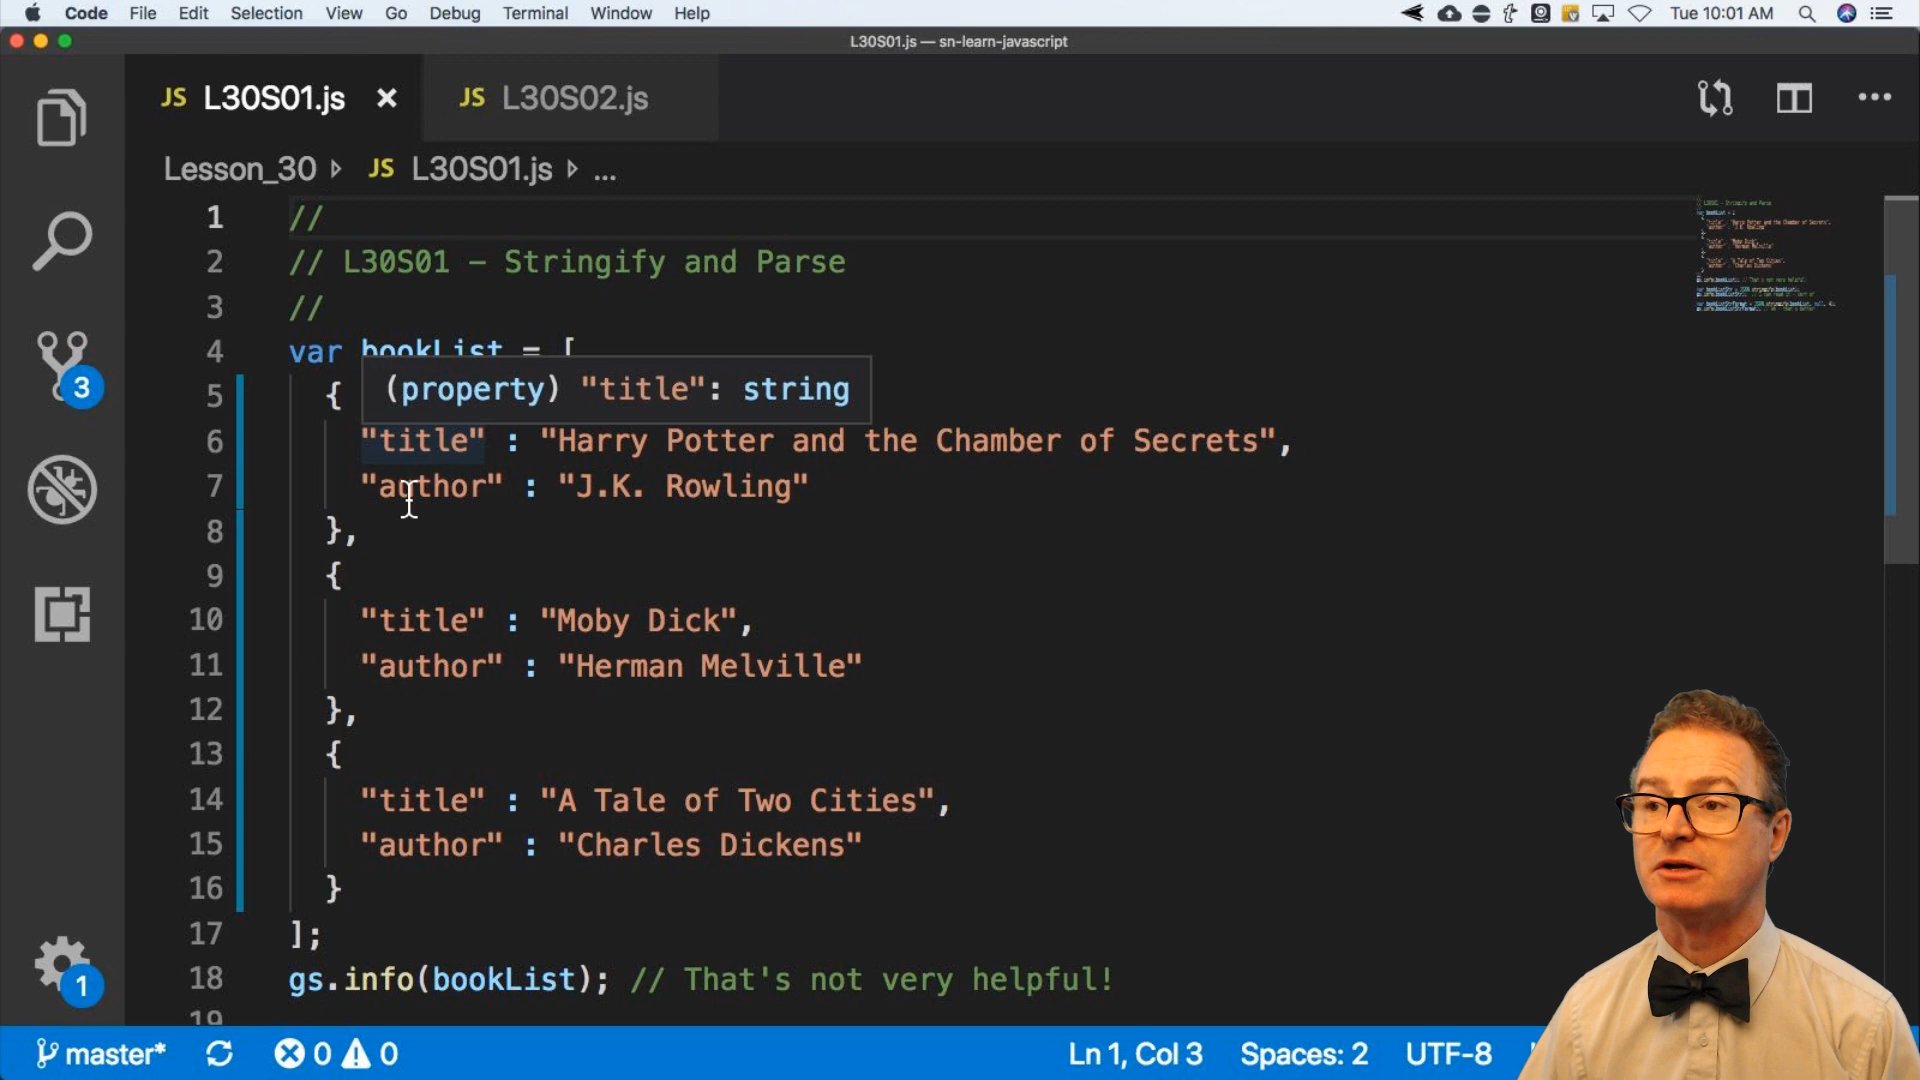 Code File Edit Selection View Go Debug Terminal Window Help Tue 10:01 AM
L30S01.js — sn-learn-javascript
JS L30S01.js JS L30S02.js
Lesson_30 JS L30S01.js ...
1 //
2 // L30S01 - Stringify and Parse
3 //
4 var bookList = [
(property) "title": string
5 {
6 "title" : "Harry Potter and the Chamber of Secrets",
7 "author" : "J.K. Rowling"
8 },
9 {
10 "title" : "Moby Dick",
11 "author" : "Herman Melville"
12 },
13 {
14 "title" : "A Tale of Two Cities",
15 "author" : "Charles Dickens"
16 }
17 ];
18 gs.info(bookList); // That's not very helpful!
19
3
1
master* 0 0 Ln 1, Col 3 Spaces: 2 UTF-8